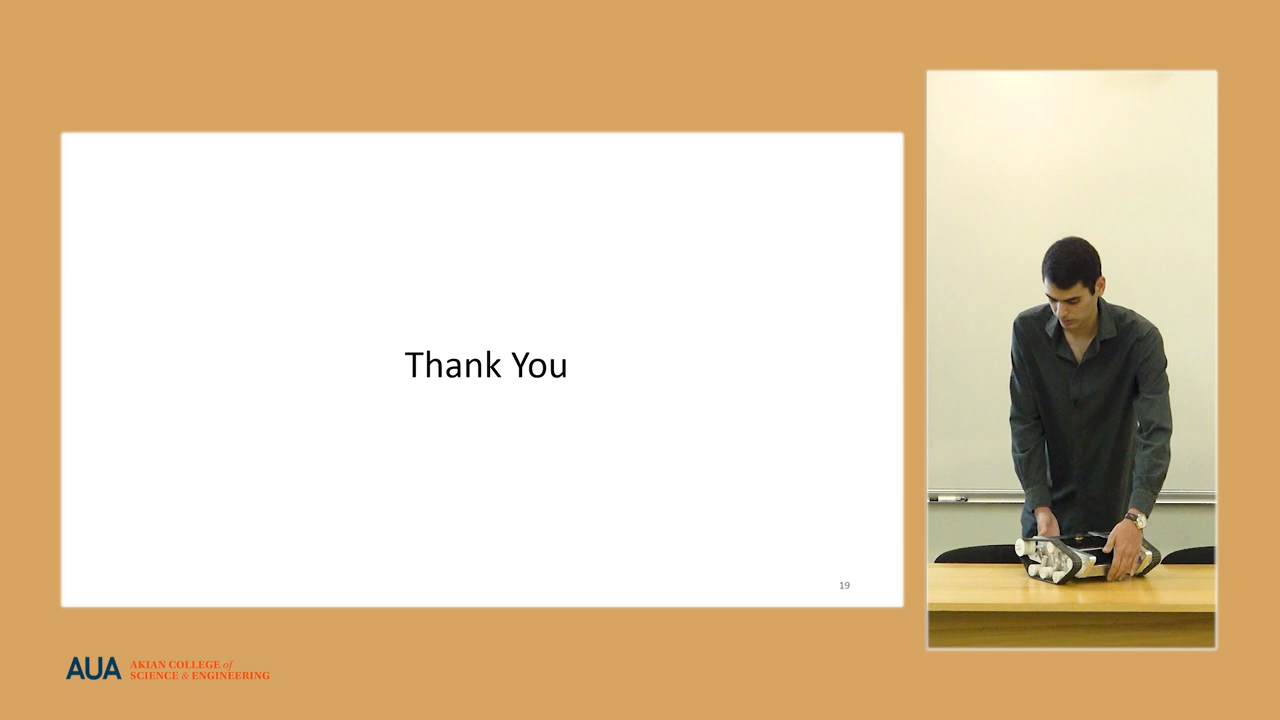 Thank You
19
AUA
AKIAN COLLEGE of
SCIENCE & ENGINEERING